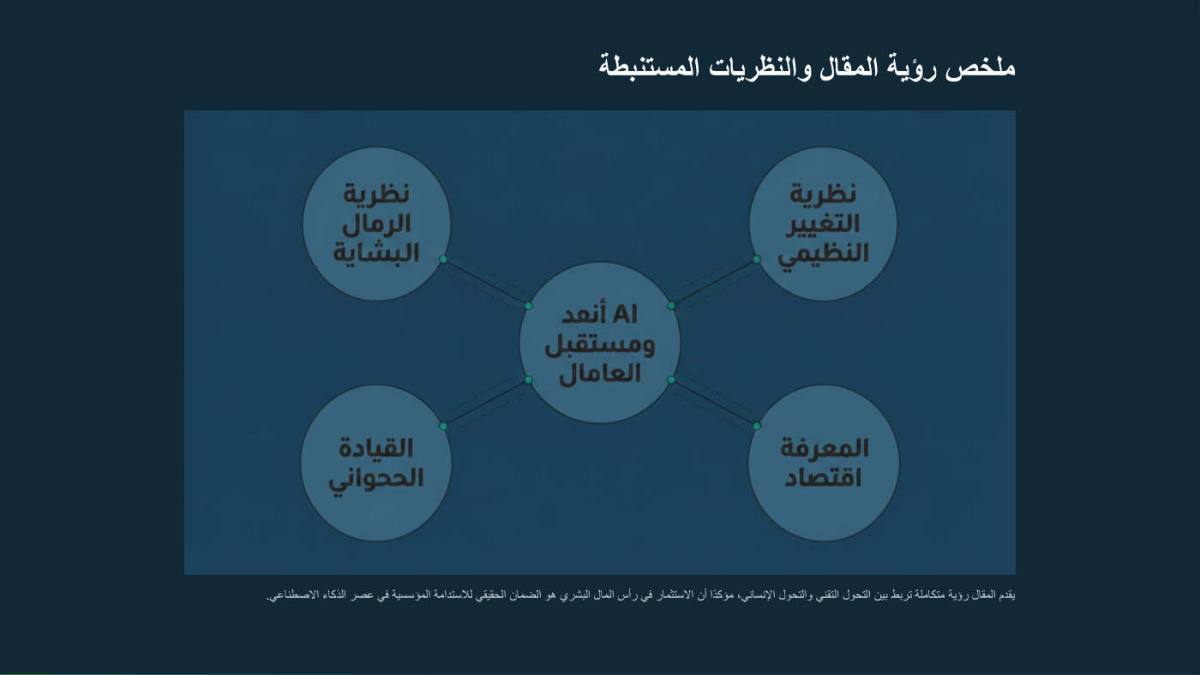 ملخص رؤية المقال والنظريات المستنبطة
نظرية
التغيير
النظيمي
نظرية
الرمال
البشاية
AI أنعد
ومستقبل
العامال
المعرفة
اقتصاد
القيادة
الححواني
يقدم المقال رؤية متكاملة تربط بين التحول التقني والتحول الإنساني، مؤكدًا أن الاستثمار في رأس المال البشري هو الضمان الحقيقي للاستدامة المؤسسية في عصر الذكاء الاصطناعي.